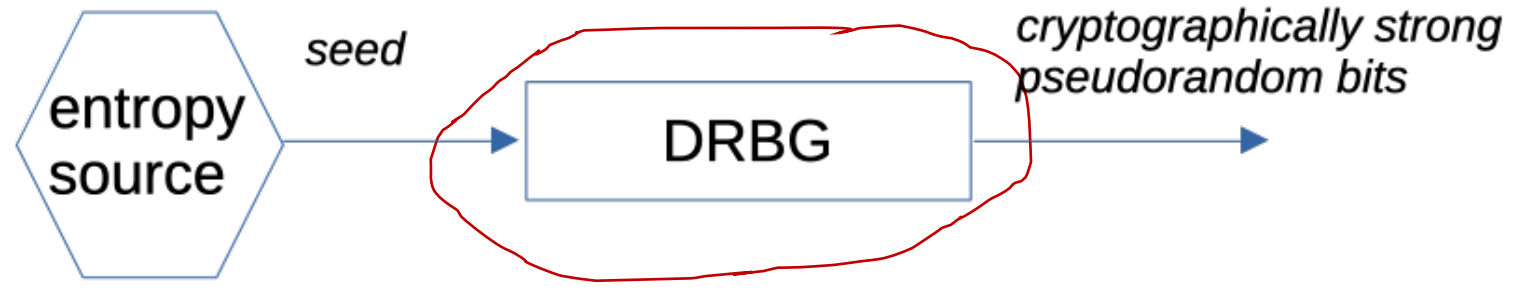 entropy
source
seed
DRBG
cryptographically strong
pseudorandom bits